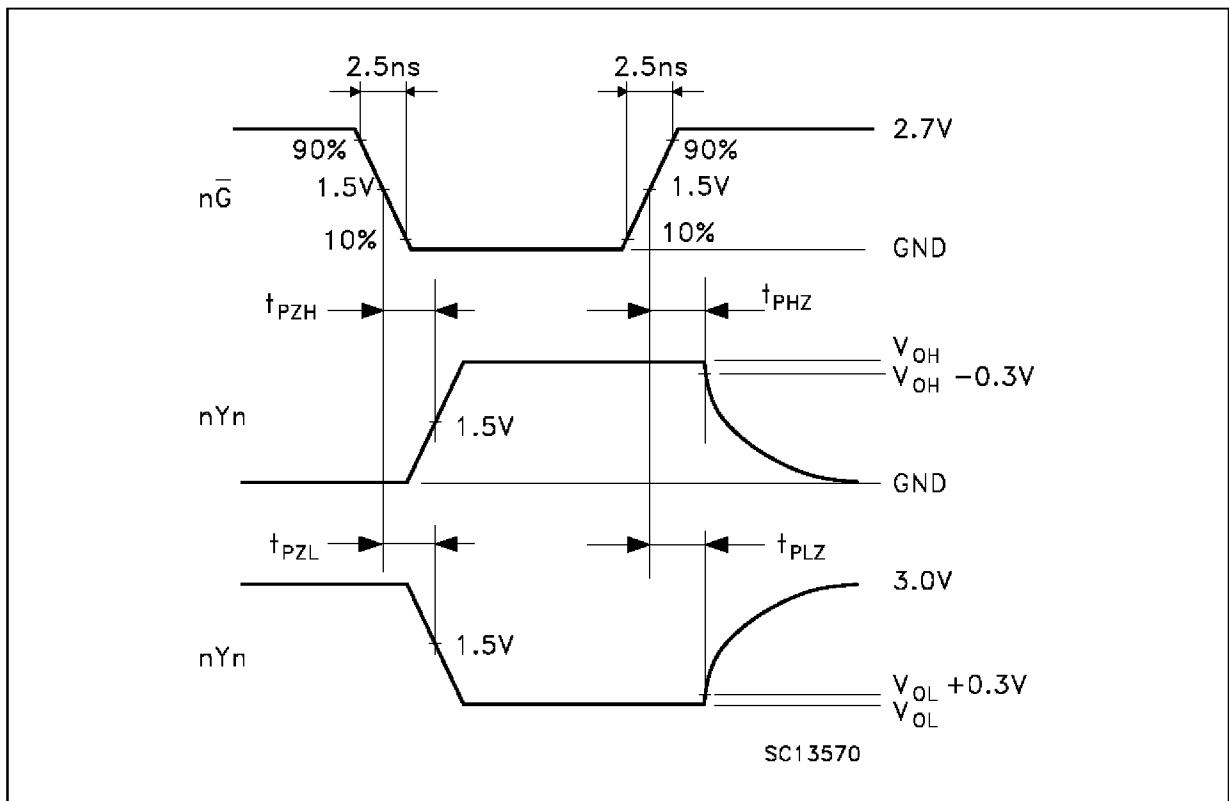 2.5ns 2.5ns
2.7V
90% 90%
nG̅ 1.5V 1.5V
10% 10%
GND
tPZH tPHZ
VOH
VOH −0.3V
nYn 1.5V
GND
tPZL tPLZ
3.0V
1.5V
nYn
VOL +0.3V
VOL
SC13570